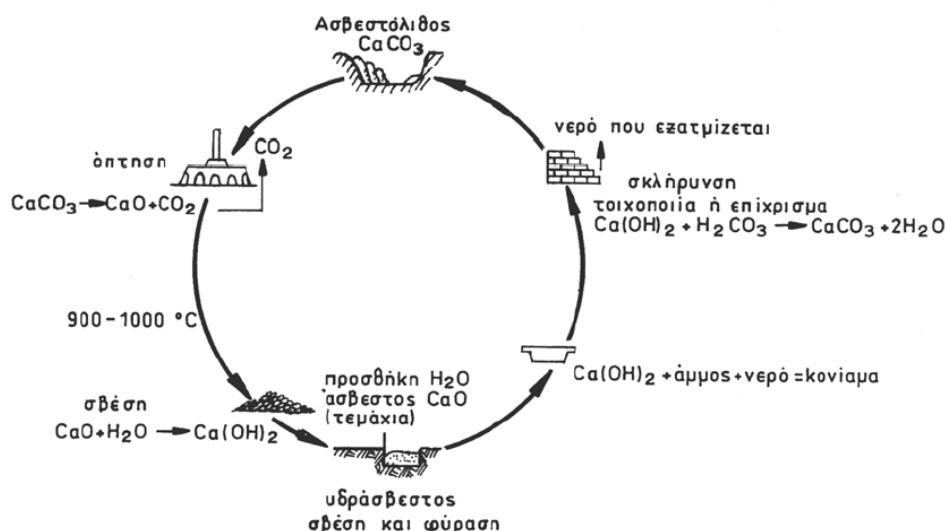 Ασβεστόλιθος
CaCO₃
όπτηση
CO₂
CaCO₃→CaO+CO₂
900-1000 °C
σβέση
CaO+H₂O → Ca(OH)₂
προσθήκη H₂O
άσβεστος CaO
(τεμάχια)
υδράσβεστος
σβέση και φύραση
Ca(OH)₂+άμμος+νερό=κονίαμα
νερό που εξατμίζεται
σκλήρυνση
τοιχοποιία ή επίχρισμα
Ca(OH)₂+H₂CO₃→CaCO₃+2H₂O